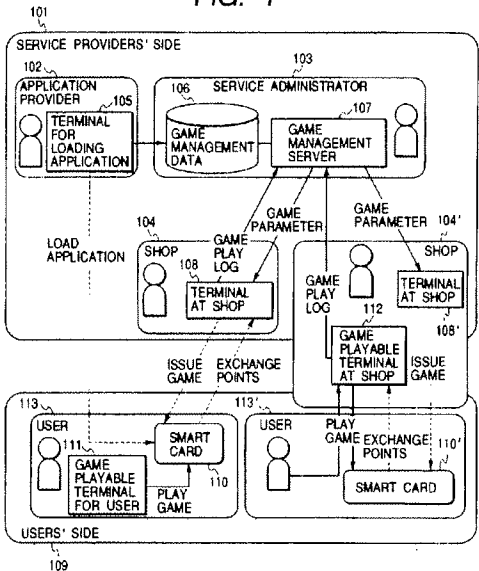 FIG. 1
101
SERVICE PROVIDERS' SIDE
102
APPLICATION
PROVIDER
105
TERMINAL
FOR
LOADING
APPLICATION
103
SERVICE ADMINISTRATOR
106
GAME
MANAGEMENT
DATA
107
GAME
MANAGEMENT
SERVER
LOAD
APPLICATION
104
SHOP
108
TERMINAL
AT SHOP
GAME
PLAY
LOG
GAME
PARAMETER
GAME
PARAMETER
104'
SHOP
TERMINAL
AT SHOP
108'
GAME
PLAY
LOG
112
GAME
PLAYABLE
TERMINAL
AT SHOP
ISSUE
GAME
EXCHANGE
POINTS
ISSUE
GAME
113
USER
111
GAME
PLAYABLE
TERMINAL
FOR USER
PLAY
GAME
SMART
CARD
110
113'
USER
PLAY
GAME
EXCHANGE
POINTS
110'
SMART CARD
USERS' SIDE
109